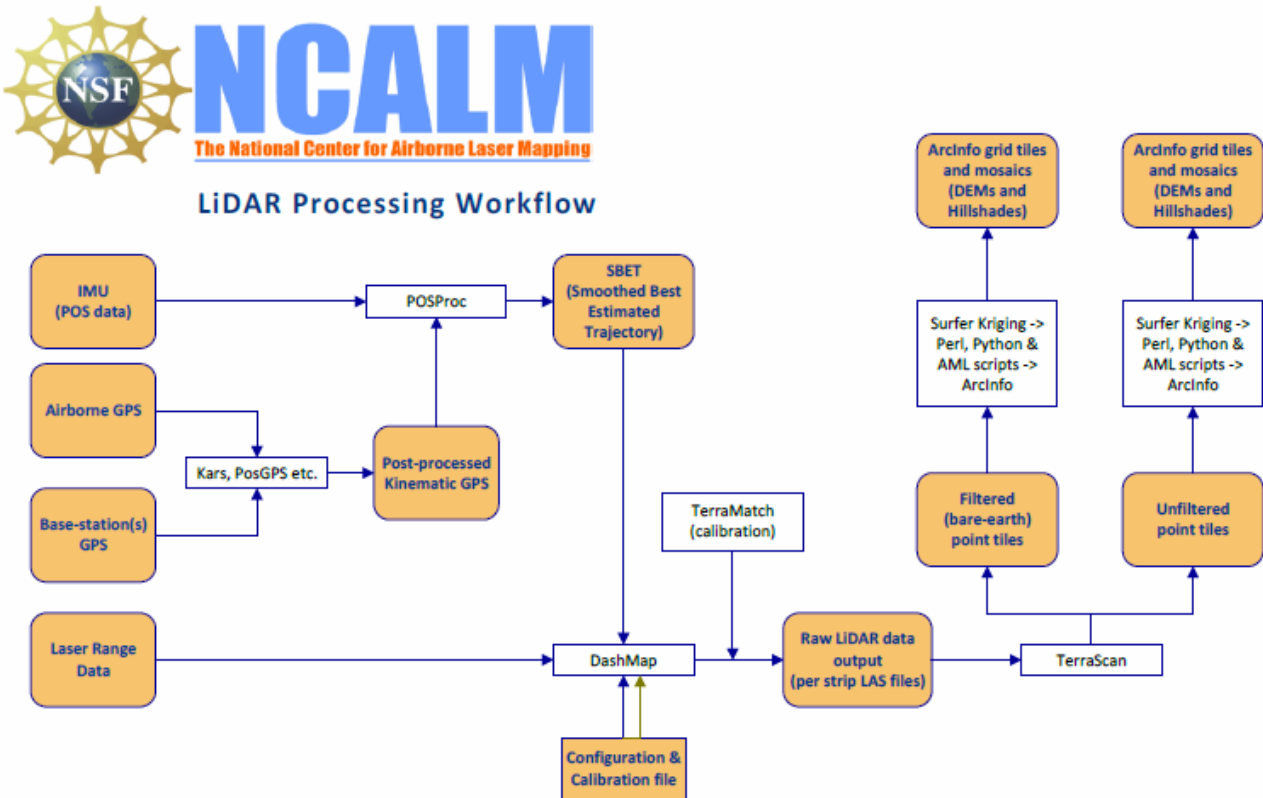 NSF
NCALM
The National Center for Airborne Laser Mapping
LiDAR Processing Workflow
IMU
(POS data)
POSProc
SBET
(Smoothed Best
Estimated
Trajectory)
Airborne GPS
Kars, PosGPS etc.
Post-processed
Kinematic GPS
Base-station(s)
GPS
Laser Range
Data
DashMap
Configuration &
Calibration file
TerraMatch
(calibration)
Raw LiDAR data
output
(per strip LAS files)
TerraScan
Filtered
(bare-earth)
point tiles
Unfiltered
point tiles
Surfer Kriging ->
Perl, Python &
AML scripts ->
ArcInfo
Surfer Kriging ->
Perl, Python &
AML scripts ->
ArcInfo
ArcInfo grid tiles
and mosaics
(DEMs and
Hillshades)
ArcInfo grid tiles
and mosaics
(DEMs and
Hillshades)